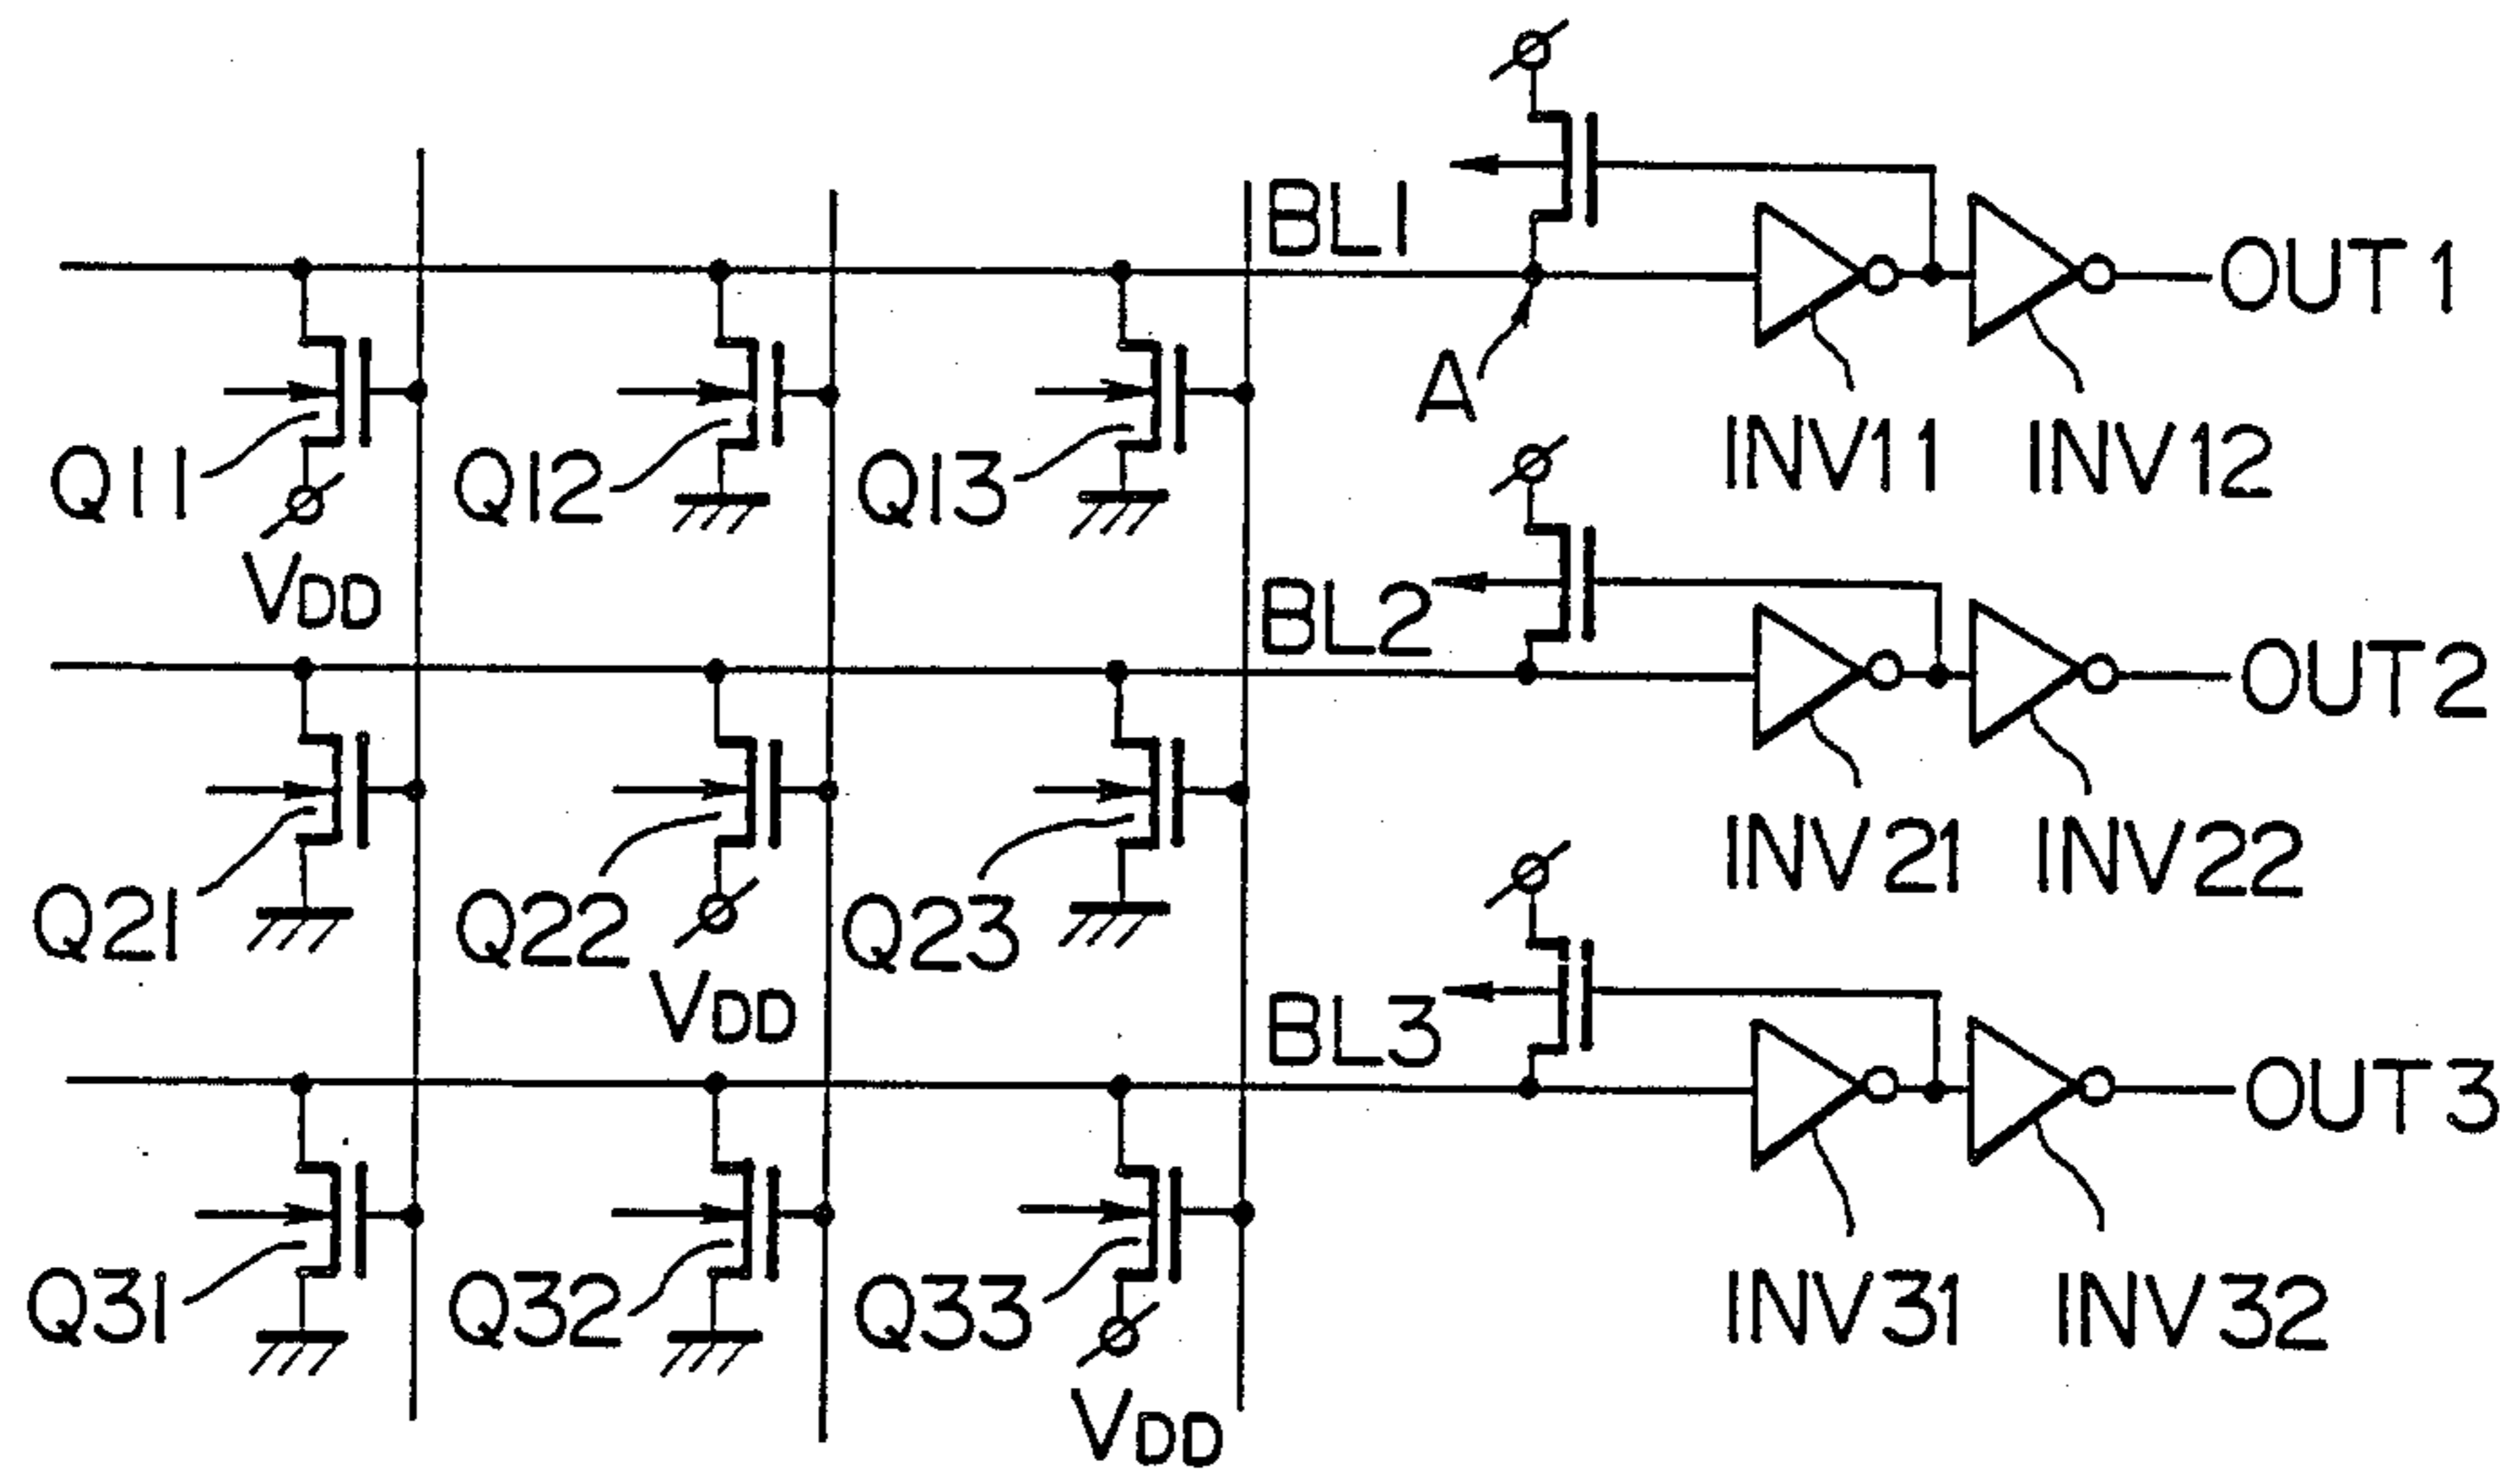 BL1
OUT1
A
Q11
Q12
Q13
INV11
INV12
VDD
BL2
OUT2
INV21
INV22
Q21
Q22
Q23
VDD
BL3
OUT3
Q31
Q32
Q33
INV31
INV32
VDD